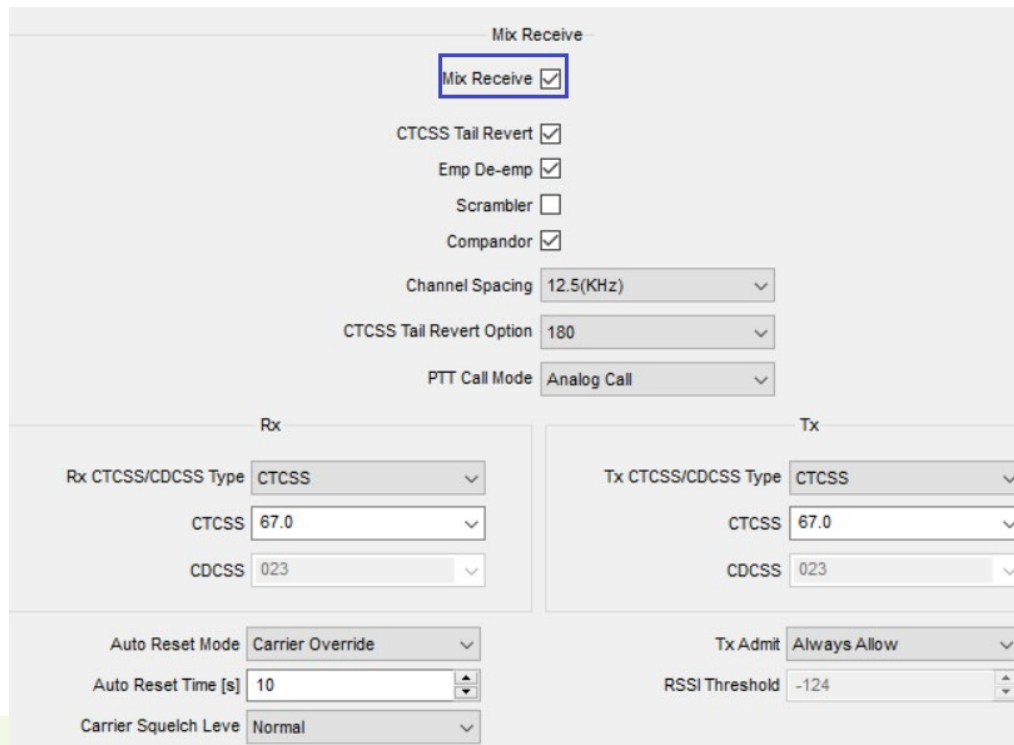 Mix Receive
Mix Receive
CTCSS Tail Revert
Emp De-emp
Scrambler
Compandor
Channel Spacing 12.5(KHz)
CTCSS Tail Revert Option 180
PTT Call Mode Analog Call
Rx Tx
Rx CTCSS/CDCSS Type CTCSS Tx CTCSS/CDCSS Type CTCSS
CTCSS 67.0 CTCSS 67.0
CDCSS 023 CDCSS 023
Auto Reset Mode Carrier Override Tx Admit Always Allow
Auto Reset Time [s] 10 RSSI Threshold -124
Carrier Squelch Leve Normal